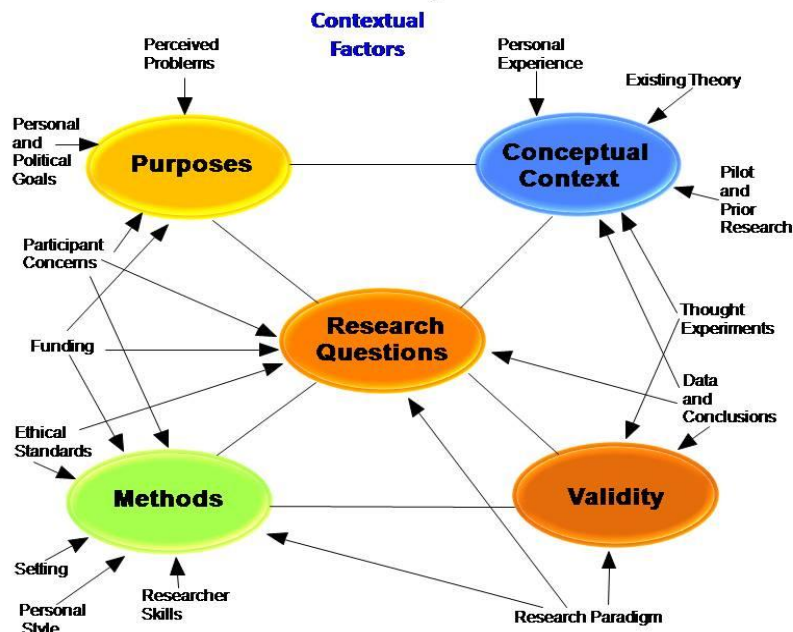 Contextual
Factors
Perceived
Problems
Personal
Experience
Existing Theory
Personal
and
Political
Goals
Purposes
Conceptual
Context
Pilot
and
Prior
Research
Participant
Concerns
Research
Questions
Thought
Experiments
Funding
Data
and
Conclusions
Ethical
Standards
Methods
Validity
Setting
Researcher
Skills
Personal
Style
Research Paradigm